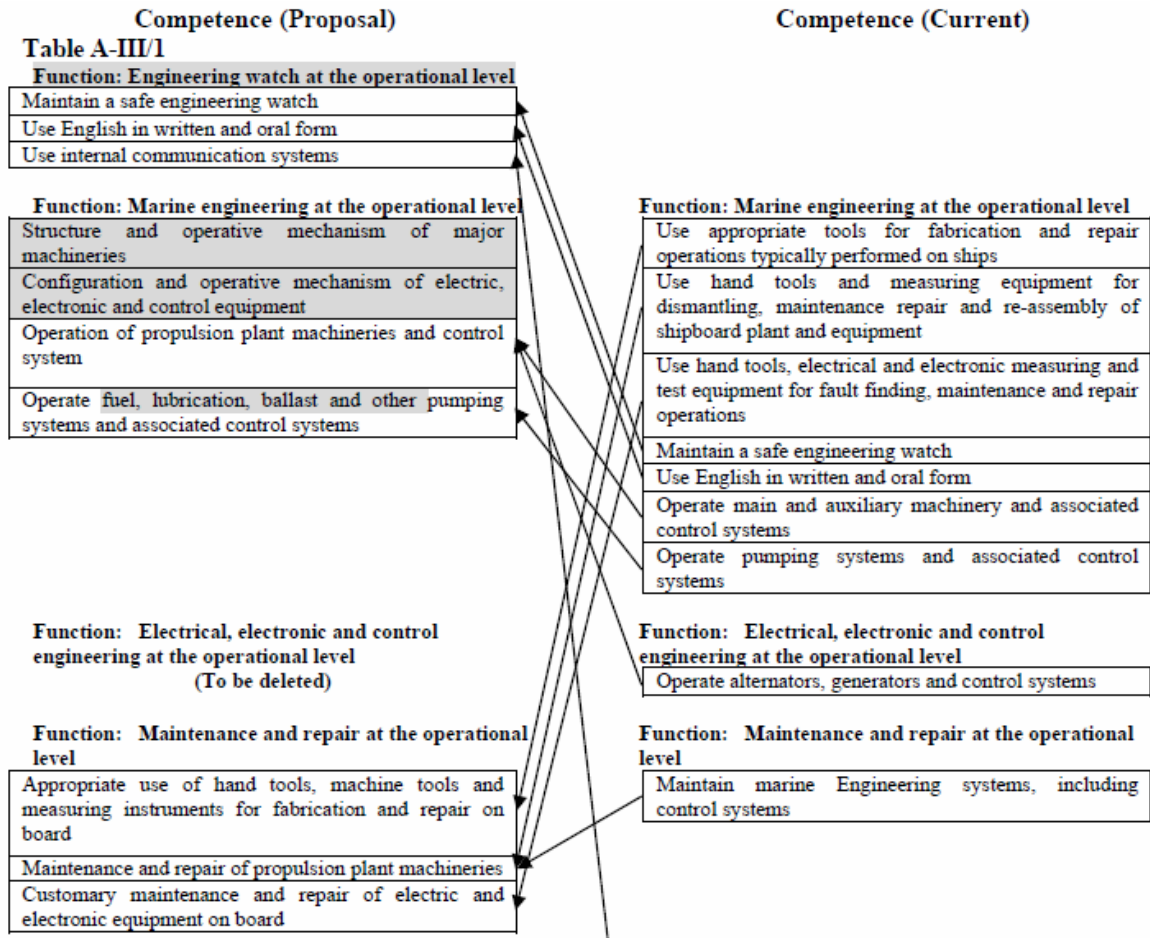 Competence (Proposal)
Table A-III/1
Function: Engineering watch at the operational level
Maintain a safe engineering watch
Use English in written and oral form
Use internal communication systems
Function: Marine engineering at the operational level
Structure and operative mechanism of major
machineries
Configuration and operative mechanism of electric,
electronic and control equipment
Operation of propulsion plant machineries and control
system
Operate fuel, lubrication, ballast and other pumping
systems and associated control systems
Function: Electrical, electronic and control
engineering at the operational level
(To be deleted)
Function: Maintenance and repair at the operational
level
Appropriate use of hand tools, machine tools and
measuring instruments for fabrication and repair on
board
Maintenance and repair of propulsion plant machineries
Customary maintenance and repair of electric and
electronic equipment on board
Competence (Current)
Function: Marine engineering at the operational level
Use appropriate tools for fabrication and repair
operations typically performed on ships
Use hand tools and measuring equipment for
dismantling, maintenance repair and re-assembly of
shipboard plant and equipment
Use hand tools, electrical and electronic measuring and
test equipment for fault finding, maintenance and repair
operations
Maintain a safe engineering watch
Use English in written and oral form
Operate main and auxiliary machinery and associated
control systems
Operate pumping systems and associated control
systems
Function: Electrical, electronic and control
engineering at the operational level
Operate alternators, generators and control systems
Function: Maintenance and repair at the operational
level
Maintain marine Engineering systems, including
control systems